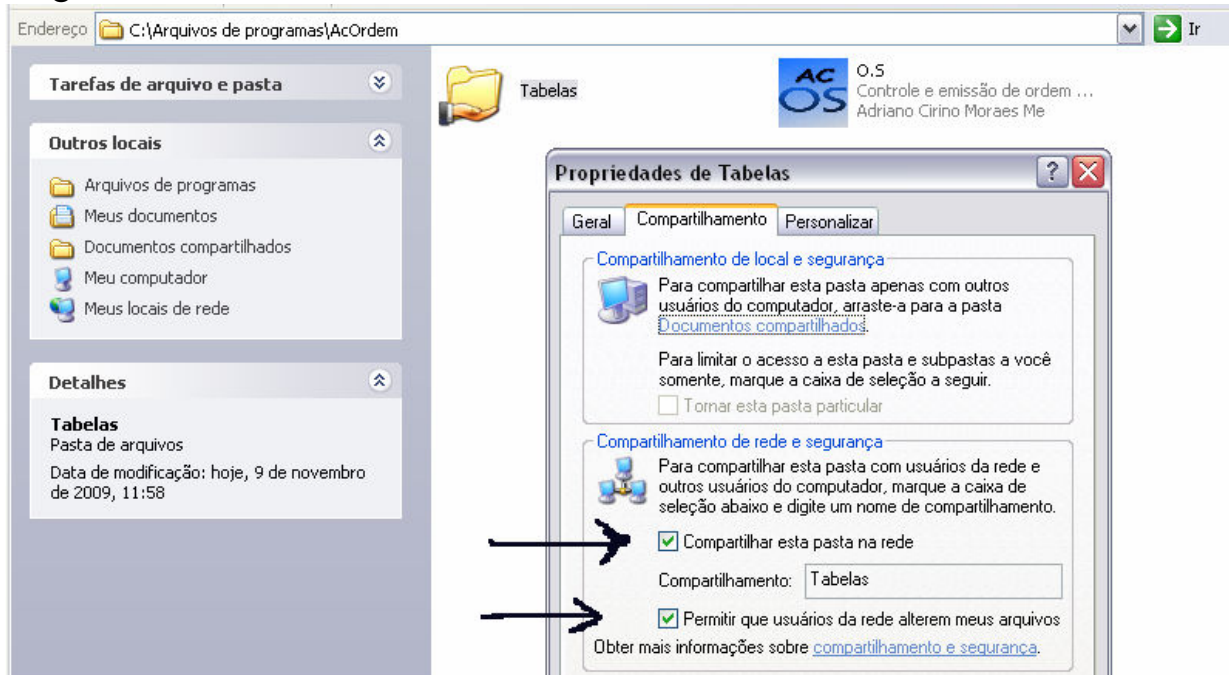 Endereço C:\Arquivos de programas\AcOrdem Ir
Tarefas de arquivo e pasta
Outros locais
Arquivos de programas
Meus documentos
Documentos compartilhados
Meu computador
Meus locais de rede
Detalhes
Tabelas
Pasta de arquivos
Data de modificação: hoje, 9 de novembro
de 2009, 11:58
Tabelas
AC
OS
O.S
Controle e emissão de ordem ...
Adriano Cirino Moraes Me
Propriedades de Tabelas
Geral Compartilhamento Personalizar
Compartilhamento de local e segurança
Para compartilhar esta pasta apenas com outros
usuários do computador, arraste-a para a pasta
Documentos compartilhados.
Para limitar o acesso a esta pasta e subpastas a você
somente, marque a caixa de seleção a seguir.
Tornar esta pasta particular
Compartilhamento de rede e segurança
Para compartilhar esta pasta com usuários da rede e
outros usuários do computador, marque a caixa de
seleção abaixo e digite um nome de compartilhamento.
Compartilhar esta pasta na rede
Compartilhamento: Tabelas
Permitir que usuários da rede alterem meus arquivos
Obter mais informações sobre compartilhamento e segurança.